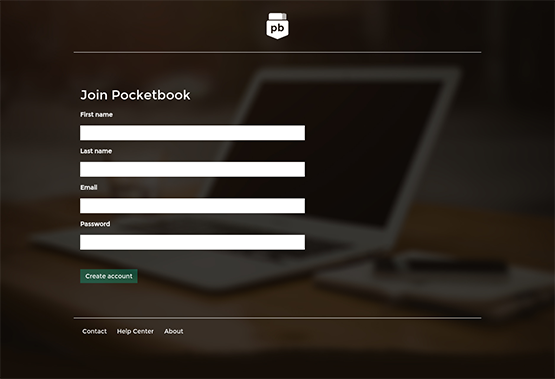 pb
Join Pocketbook
First name
Last name
Email
Password
Create account
Contact Help Center About